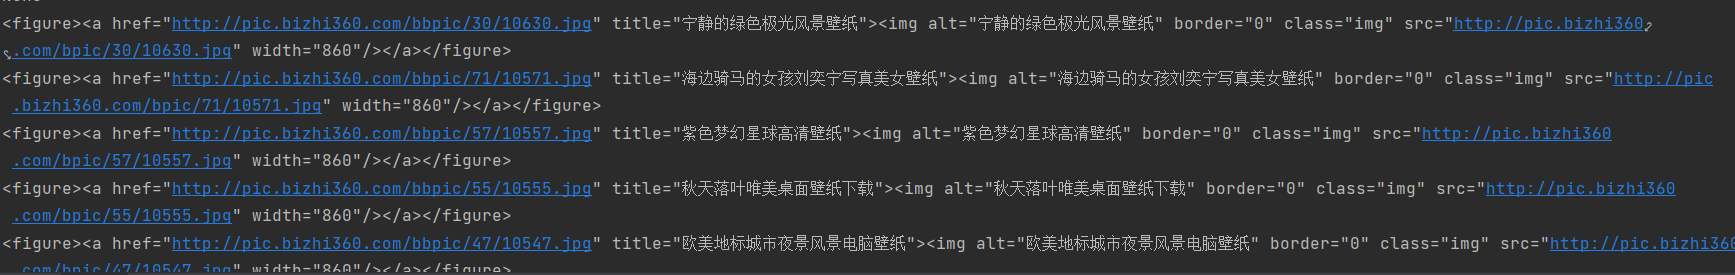 <figure><a href="http://pic.bizhi360.com/bbpic/30/10630.jpg" title="宁静的绿色极光风景壁纸"><img alt="宁静的绿色极光风景壁纸" border="0" class="img" src="http://pic.bizhi360
.com/bpic/30/10630.jpg" width="860"/></a></figure>
<figure><a href="http://pic.bizhi360.com/bbpic/71/10571.jpg" title="海边骑马的女孩刘奕宁写真美女壁纸"><img alt="海边骑马的女孩刘奕宁写真美女壁纸" border="0" class="img" src="http://pic
.bizhi360.com/bpic/71/10571.jpg" width="860"/></a></figure>
<figure><a href="http://pic.bizhi360.com/bbpic/57/10557.jpg" title="紫色梦幻星球高清壁纸"><img alt="紫色梦幻星球高清壁纸" border="0" class="img" src="http://pic.bizhi360
.com/bpic/57/10557.jpg" width="860"/></a></figure>
<figure><a href="http://pic.bizhi360.com/bbpic/55/10555.jpg" title="秋天落叶唯美桌面壁纸下载"><img alt="秋天落叶唯美桌面壁纸下载" border="0" class="img" src="http://pic.bizhi360
.com/bpic/55/10555.jpg" width="860"/></a></figure>
<figure><a href="http://pic.bizhi360.com/bbpic/47/10547.jpg" title="欧美地标城市夜景风景电脑壁纸"><img alt="欧美地标城市夜景风景电脑壁纸" border="0" class="img" src="http://pic.bizhi360
.com/bpic/47/10547.jpg" width="860"/></a></figure>